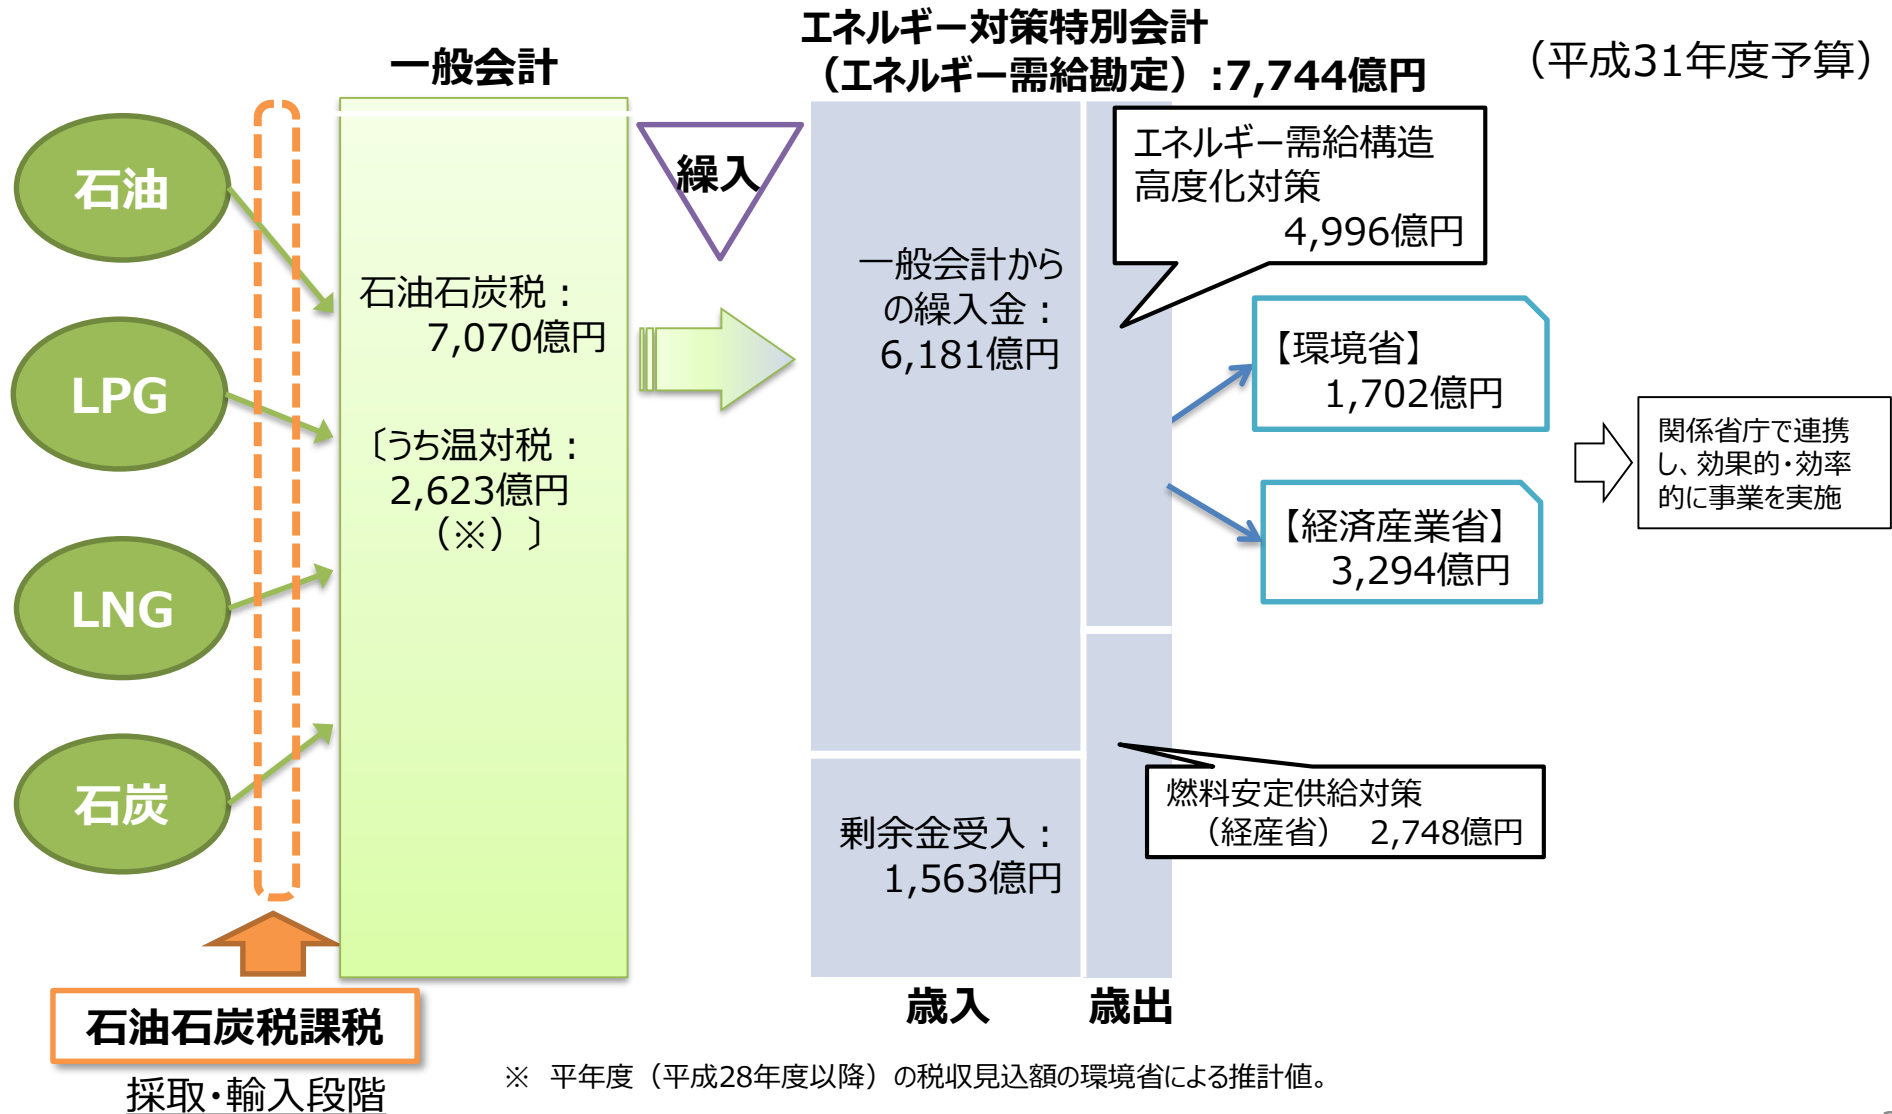 エネルギー対策特別会計
（エネルギー需給勘定）:7,744億円
（平成31年度予算）
一般会計
石油
LPG
LNG
石炭
石油石炭税：
7,070億円
〔うち温対税：
2,623億円
（※）〕
繰入
一般会計から
の繰入金：
6,181億円
剰余金受入：
1,563億円
エネルギー需給構造
高度化対策
4,996億円
【環境省】
1,702億円
【経済産業省】
3,294億円
関係省庁で連携
し、効果的・効率
的に事業を実施
燃料安定供給対策
（経産省） 2,748億円
歳入
歳出
石油石炭税課税
採取・輸入段階
※ 平年度（平成28年度以降）の税収見込額の環境省による推計値。